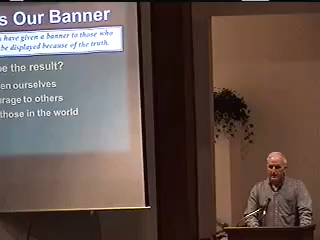 s Our Banner
have given a banner to those who
be displayed because of the truth.
be the result?
en ourselves
urage to others
those in the world